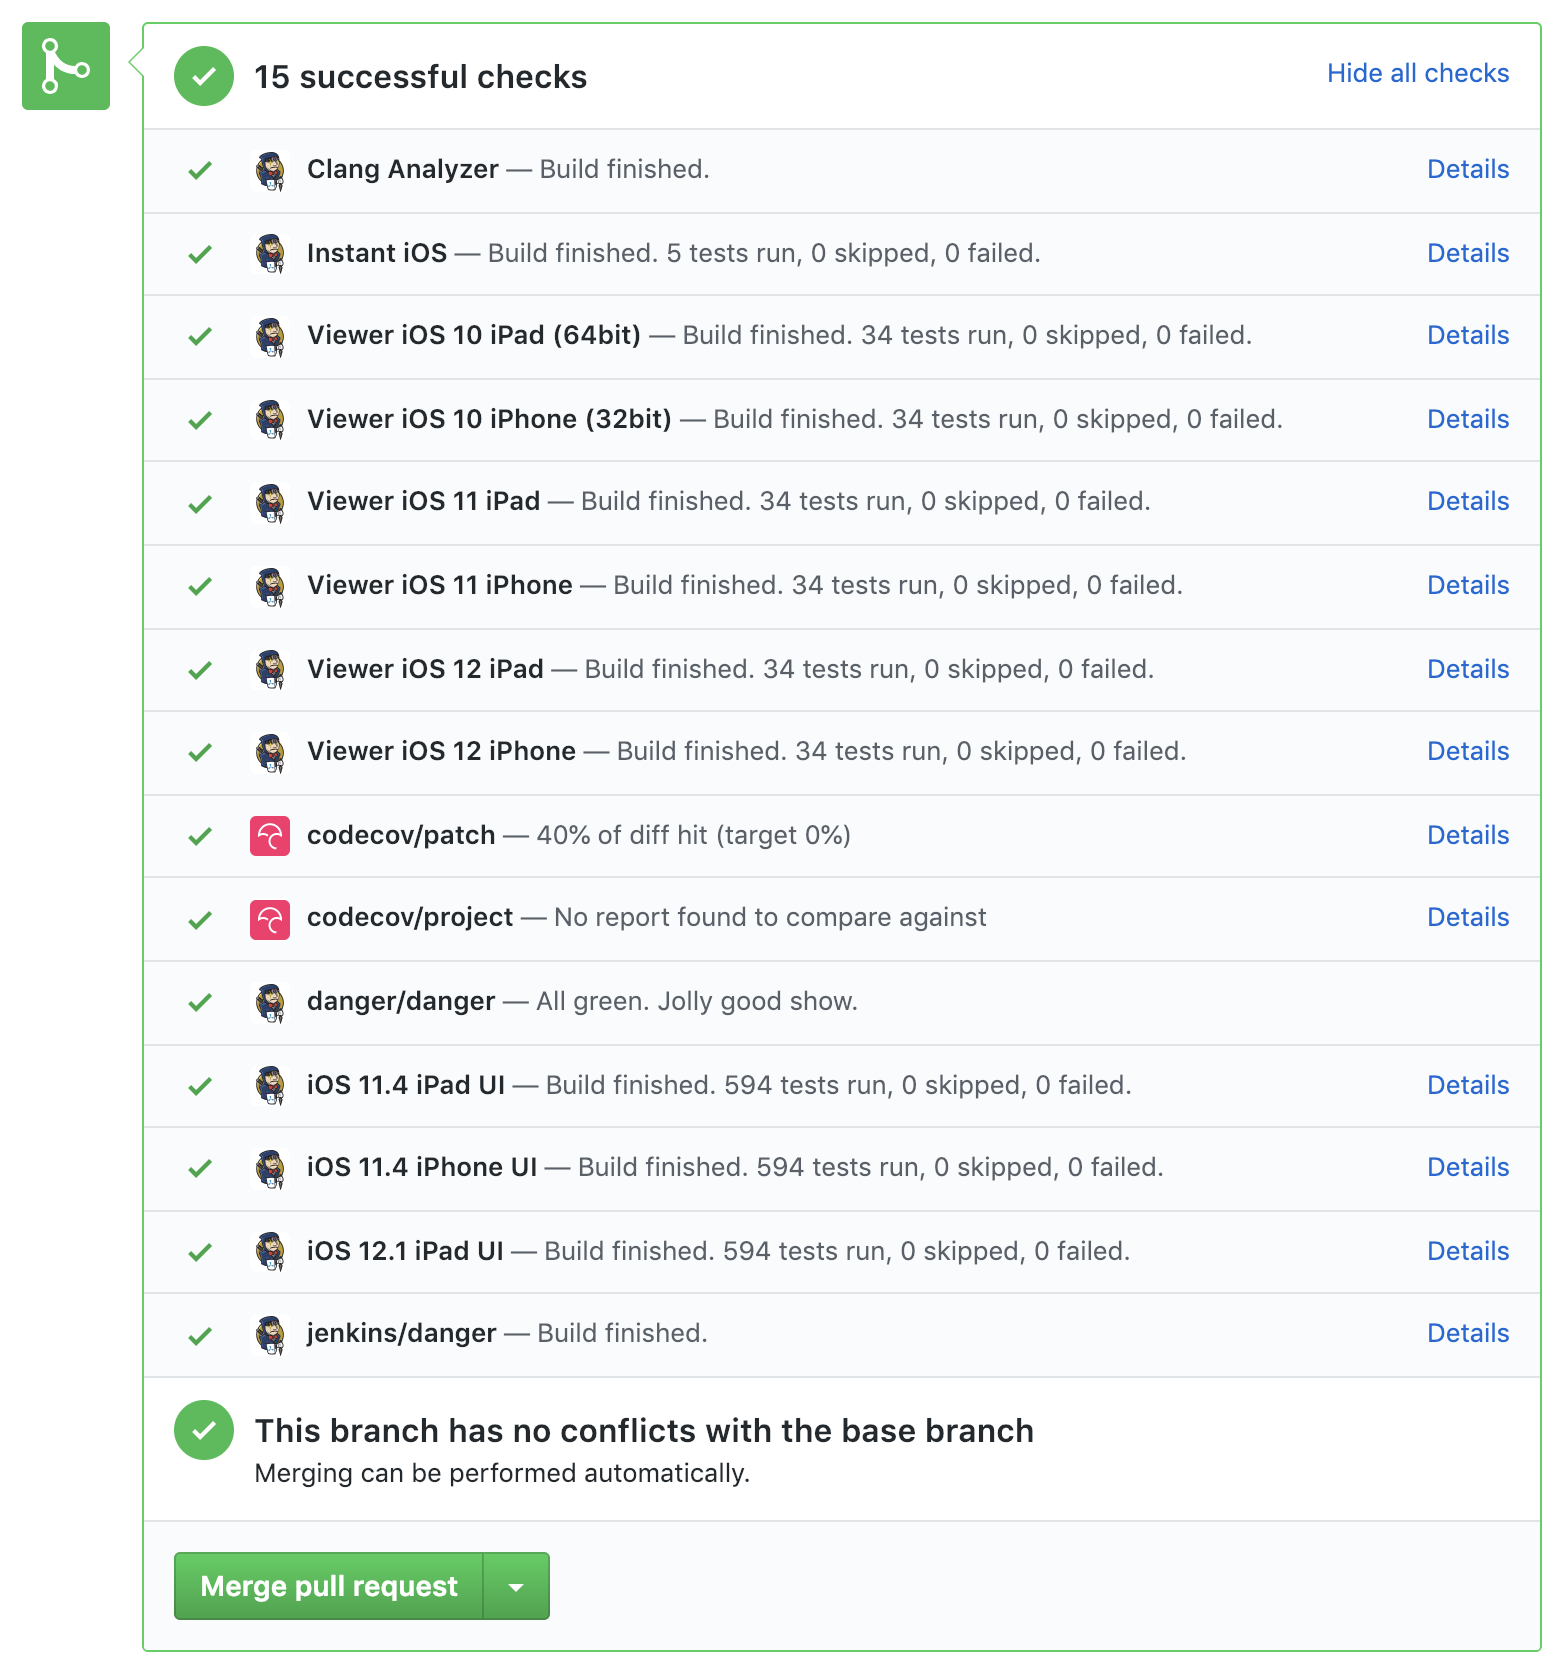 15 successful checks
Hide all checks
Clang Analyzer — Build finished. Details
Instant iOS — Build finished. 5 tests run, 0 skipped, 0 failed. Details
Viewer iOS 10 iPad (64bit) — Build finished. 34 tests run, 0 skipped, 0 failed. Details
Viewer iOS 10 iPhone (32bit) — Build finished. 34 tests run, 0 skipped, 0 failed. Details
Viewer iOS 11 iPad — Build finished. 34 tests run, 0 skipped, 0 failed. Details
Viewer iOS 11 iPhone — Build finished. 34 tests run, 0 skipped, 0 failed. Details
Viewer iOS 12 iPad — Build finished. 34 tests run, 0 skipped, 0 failed. Details
Viewer iOS 12 iPhone — Build finished. 34 tests run, 0 skipped, 0 failed. Details
codecov/patch — 40% of diff hit (target 0%) Details
codecov/project — No report found to compare against Details
danger/danger — All green. Jolly good show.
iOS 11.4 iPad UI — Build finished. 594 tests run, 0 skipped, 0 failed. Details
iOS 11.4 iPhone UI — Build finished. 594 tests run, 0 skipped, 0 failed. Details
iOS 12.1 iPad UI — Build finished. 594 tests run, 0 skipped, 0 failed. Details
jenkins/danger — Build finished. Details
This branch has no conflicts with the base branch
Merging can be performed automatically.
Merge pull request